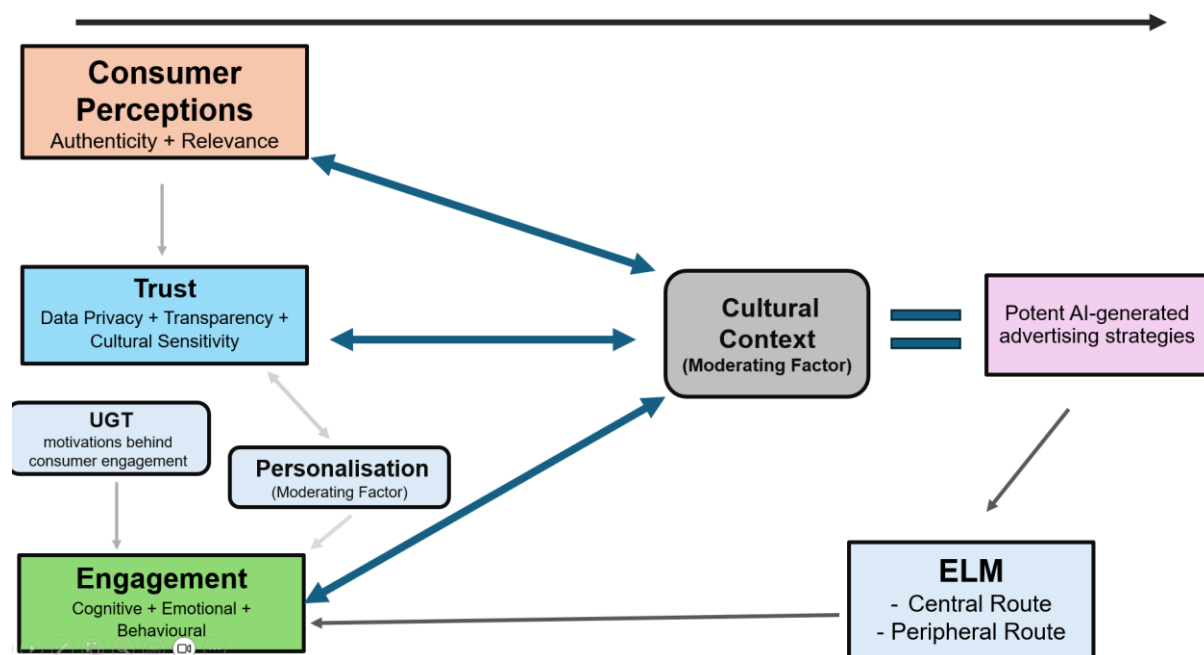 Consumer
Perceptions
Authenticity + Relevance
Trust
Data Privacy + Transparency +
Cultural Sensitivity
UGT
motivations behind
consumer engagement
Personalisation
(Moderating Factor)
Engagement
Cognitive + Emotional +
Behavioural
Cultural
Context
(Moderating Factor)
Potent AI-generated
advertising strategies
ELM
- Central Route
- Peripheral Route